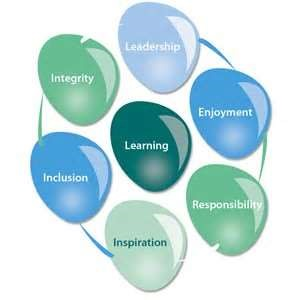 Leadership
Integrity
Enjoyment
Learning
Inclusion
Responsibility
Inspiration